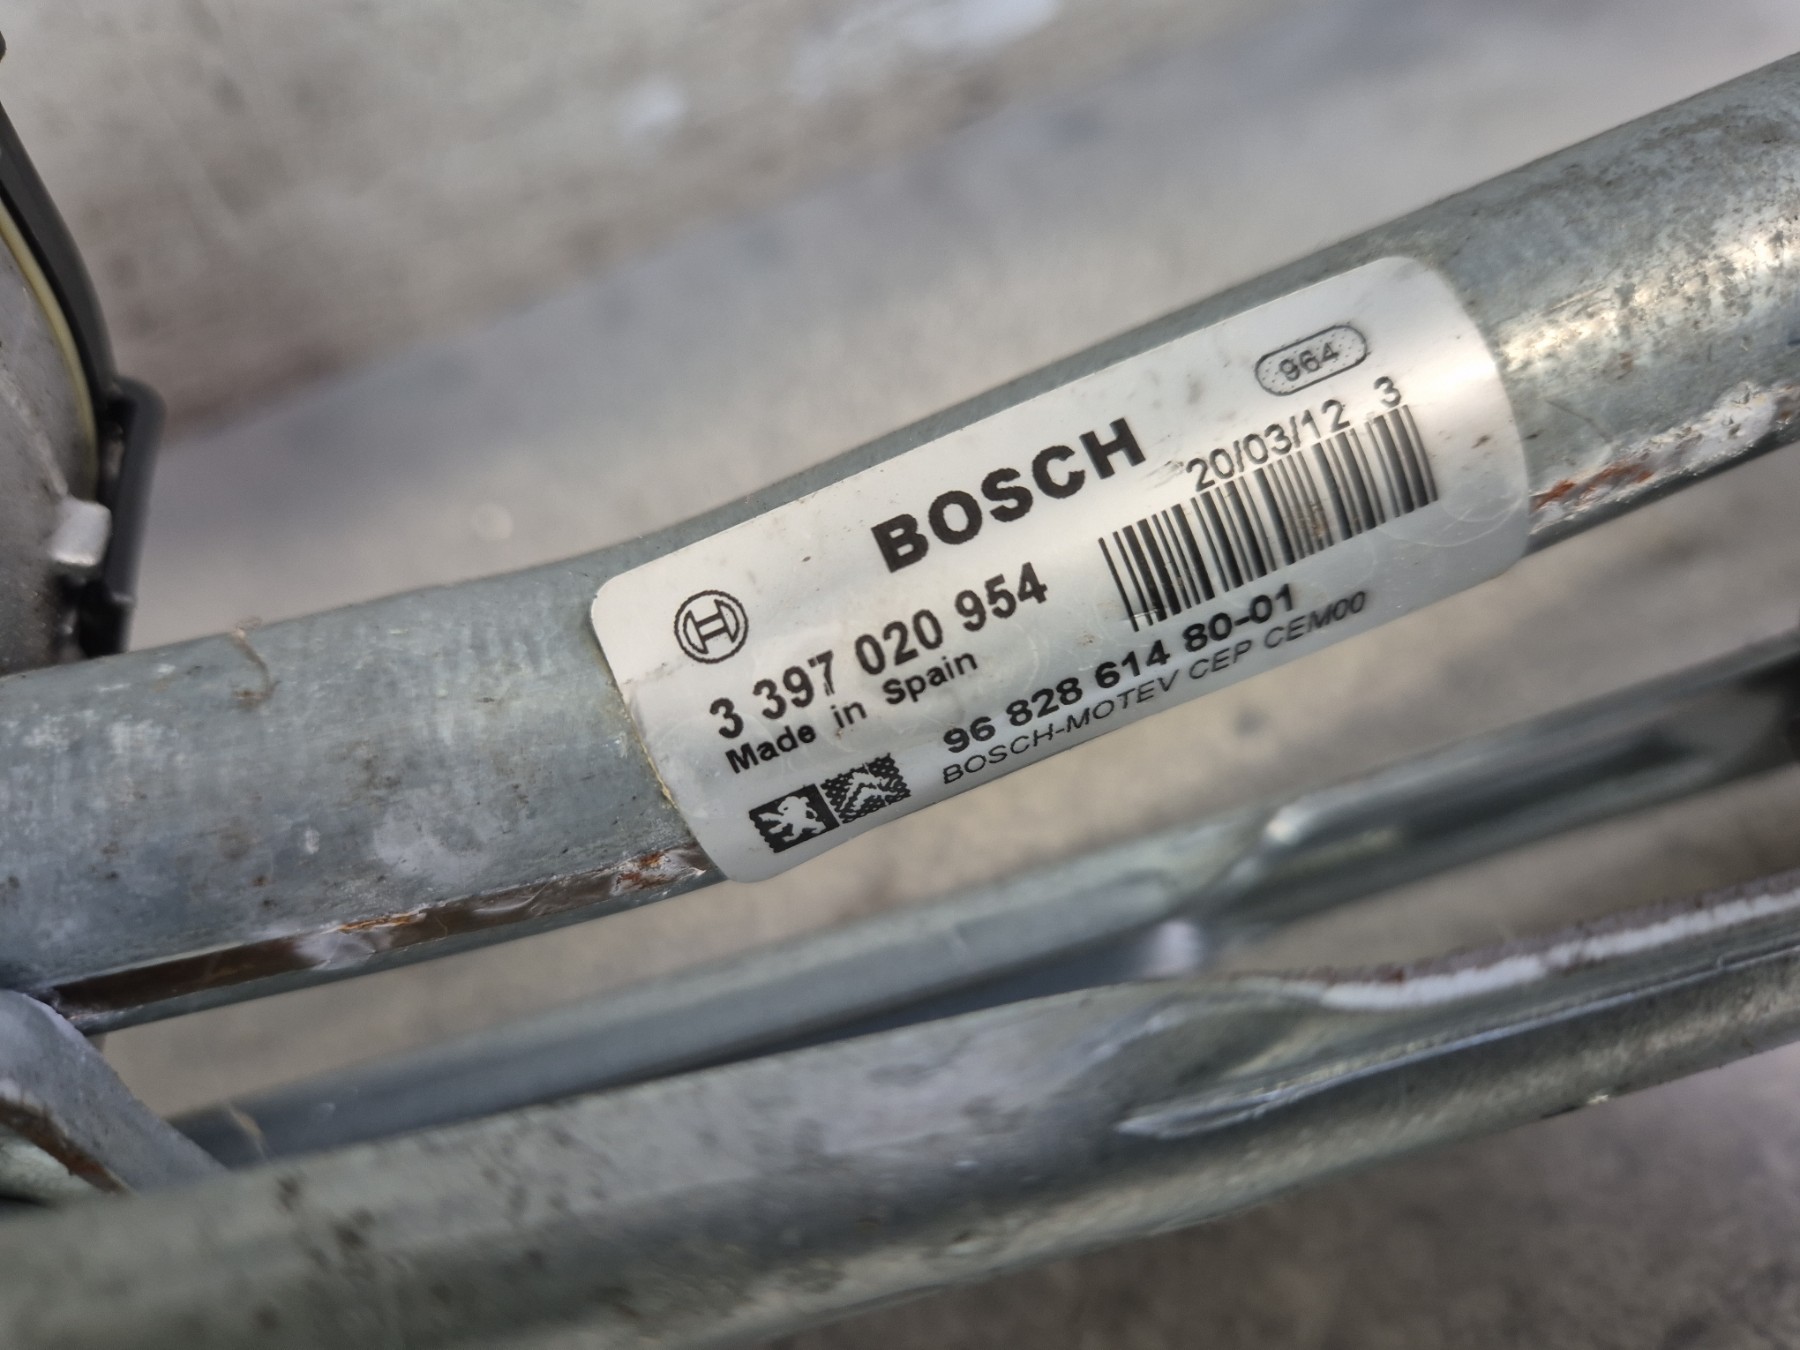 964
BOSCH
20/03/12 3
3 397 020 954
Made in Spain
96 828 614 80-01
BOSCH-MOTEV CEP CEM00